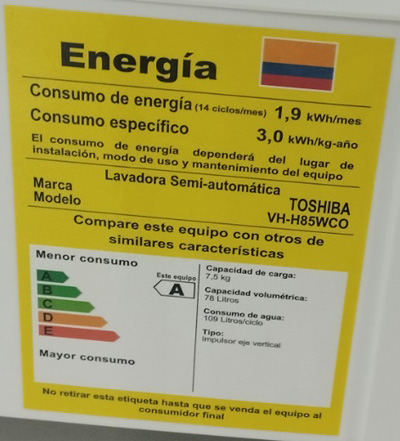 Energía
Consumo de energía (14 ciclos/mes) 1,9 kWh/mes
Consumo específico 3,0 kWh/kg-año
El consumo de energía dependerá del lugar de
instalación, modo de uso y mantenimiento del equipo
Lavadora Semi-automática
Marca TOSHIBA
Modelo VH-H85WCO
Compare este equipo con otros de
similares características
Menor consumo
A
B
C
D
E
Mayor consumo
Este equipo
A
Capacidad de carga:
7,5 kg
Capacidad volumétrica:
78 Litros
Consumo de agua:
109 Litros/ciclo
Tipo:
Impulsor eje vertical
No retirar esta etiqueta hasta que se venda el equipo al
consumidor final